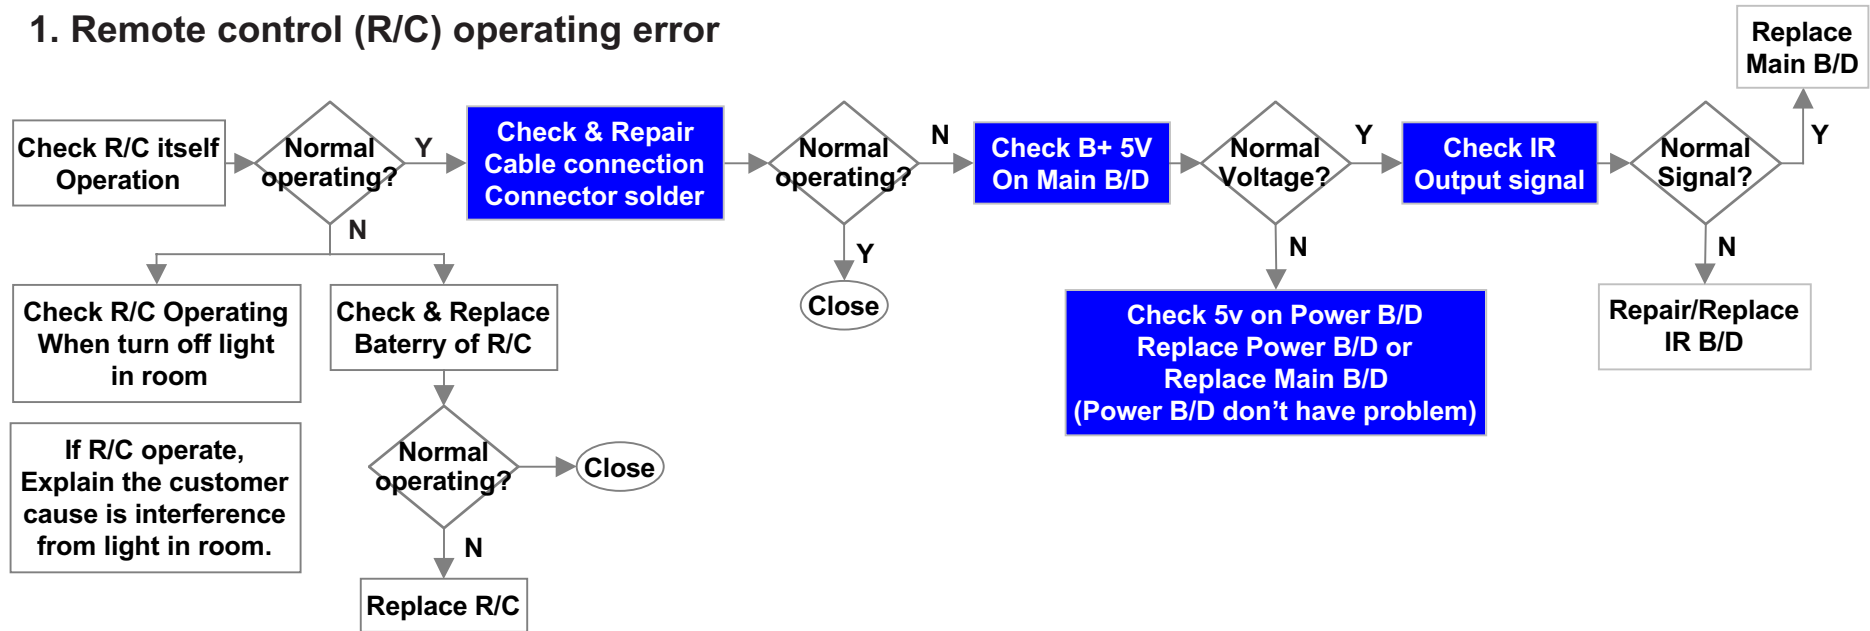 1. Remote control (R/C) operating error
Check R/C itself
Operation
Normal
operating?
Y
Check & Repair
Cable connection
Connector solder
Normal
operating?
N
Check B+ 5V
On Main B/D
Normal
Voltage?
Y
Check IR
Output signal
Normal
Signal?
Y
Replace
Main B/D
N
Check R/C Operating
When turn off light
in room
Check & Replace
Baterry of R/C
Y
Close
N
Check 5v on Power B/D
Replace Power B/D or
Replace Main B/D
(Power B/D don’t have problem)
N
Repair/Replace
IR B/D
If R/C operate,
Explain the customer
cause is interference
from light in room.
Normal
operating?
Close
N
Replace R/C